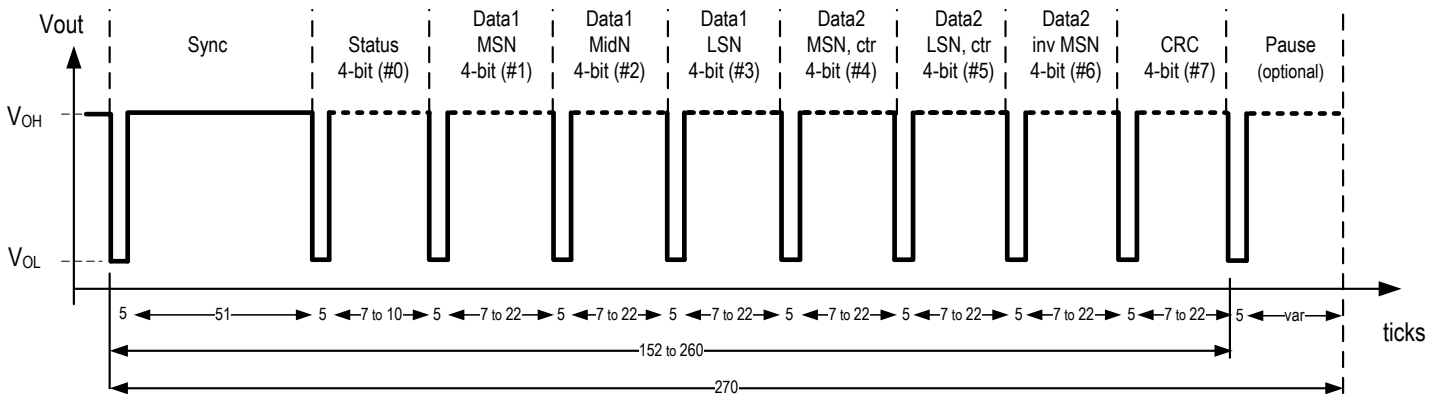 Vout
Sync
Status
4-bit (#0)
Data1
MSN
4-bit (#1)
Data1
MidN
4-bit (#2)
Data1
LSN
4-bit (#3)
Data2
MSN, ctr
4-bit (#4)
Data2
LSN, ctr
4-bit (#5)
Data2
inv MSN
4-bit (#6)
CRC
4-bit (#7)
Pause
(optional)
VOH
VOL
5 51 5 7 to 10 5 7 to 22 5 7 to 22 5 7 to 22 5 7 to 22 5 7 to 22 5 7 to 22 5 7 to 22 5 var
ticks
152 to 260
270